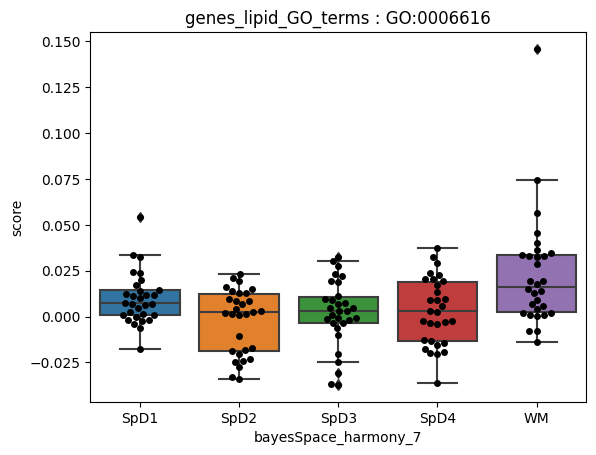 genes_lipid_GO_terms : GO:0006616
0.150
0.125
0.100
0.075
0.050
0.025
0.000
−0.025
score
SpD1 SpD2 SpD3 SpD4 WM
bayesSpace_harmony_7